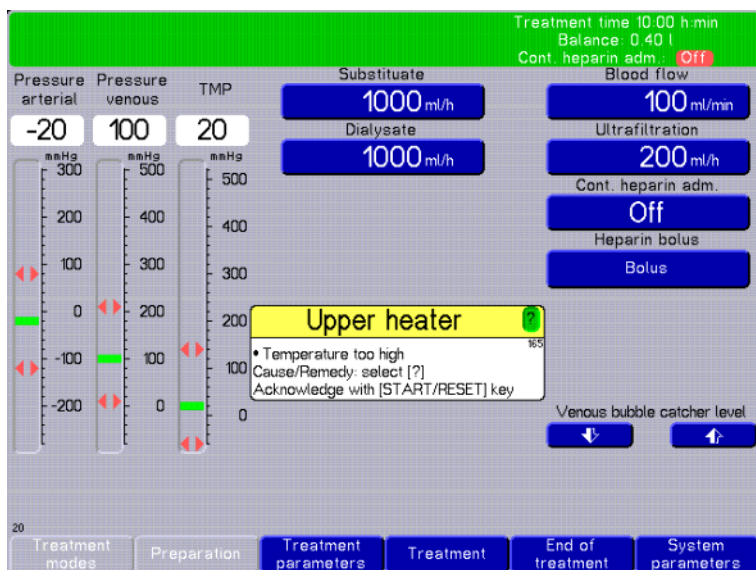 Treatment time 10:00 h:min
Balance: 0.40 l
Cont. heparin adm.: Off
Pressure arterial
Pressure venous
TMP
-20
100
20
mmHg
300
200
100
0
-100
-200
mmHg
500
400
300
200
100
0
mmHg
500
400
300
200
100
0
Substituate
1000 ml/h
Dialysate
1000 ml/h
Blood flow
100 ml/min
Ultrafiltration
200 ml/h
Cont. heparin adm.
Off
Heparin bolus
Bolus
Upper heater ?
165
• Temperature too high
Cause/Remedy: select [?]
Acknowledge with [START/RESET] key
Venous bubble catcher level
20
Treatment modes
Preparation
Treatment parameters
Treatment
End of treatment
System parameters